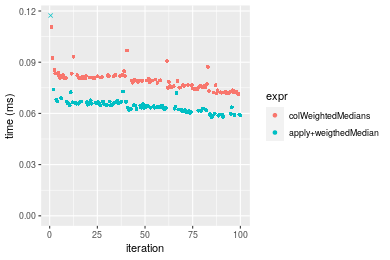 0.12
0.09
0.06
0.03
0.00
time (ms)
0
25
50
75
100
iteration
expr
colWeightedMedians
apply+weigthedMedian